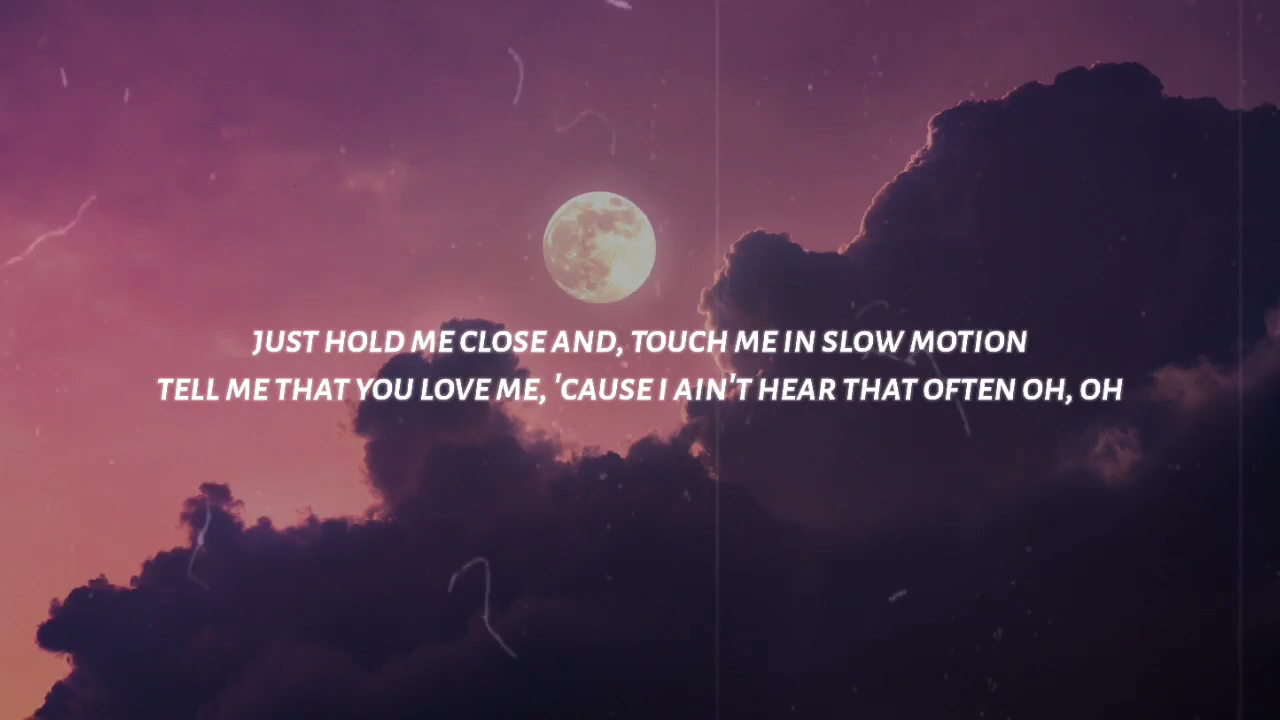 JUST HOLD ME CLOSE AND, TOUCH ME IN SLOW MOTION
TELL ME THAT YOU LOVE ME, 'CAUSE I AIN'T HEAR THAT OFTEN OH, OH